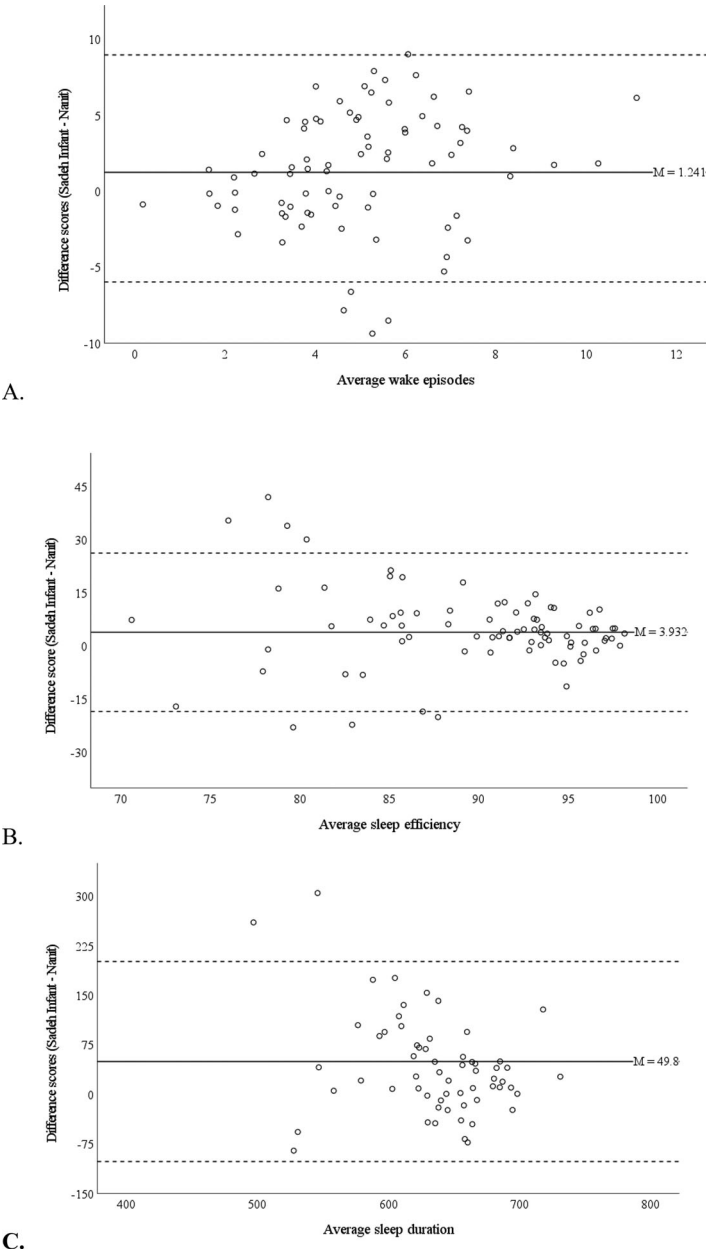 10
5
0
-5
-10
Difference scores (Sadeh Infant - Nanit)
M = 1.241
0 2 4 6 8 10 12
Average wake episodes
A.
45
30
15
0
-15
-30
Difference score (Sadeh Infant - Nanit)
M = 3.932
70 75 80 85 90 95 100
Average sleep efficiency
B.
300
225
150
75
0
-75
-150
Difference scores (Sadeh Infant - Nanit)
M = 49.8
400 500 600 700 800
Average sleep duration
C.